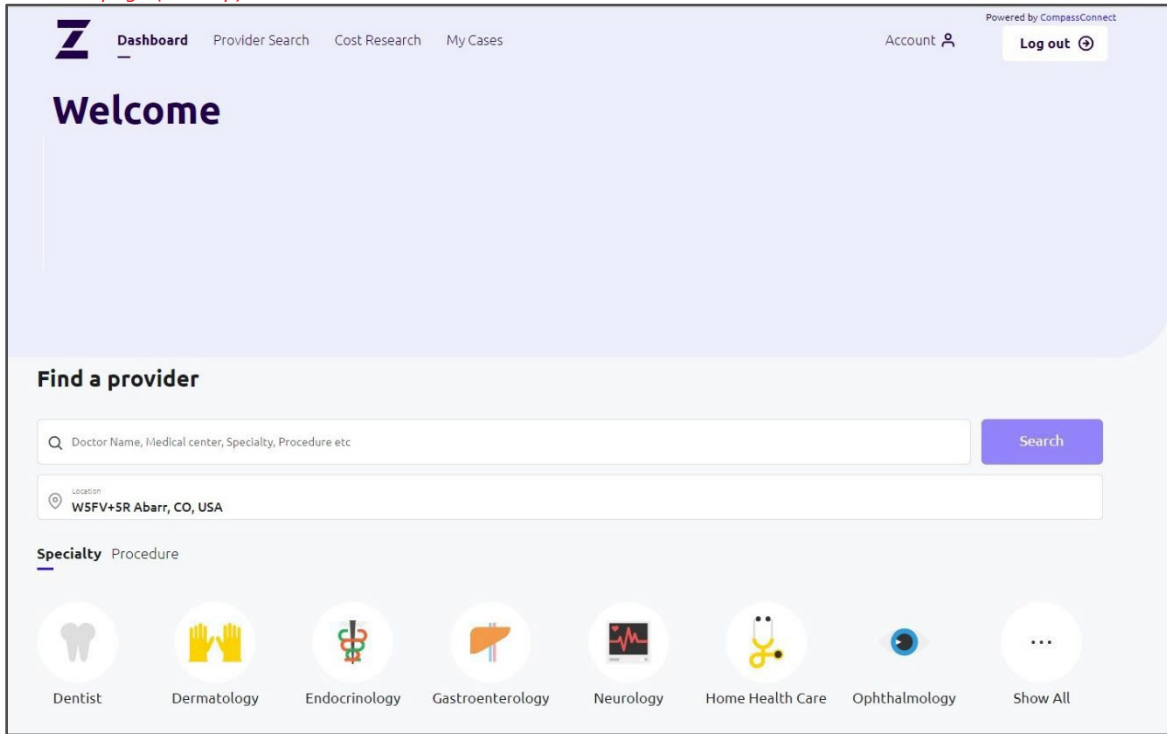 Powered by CompassConnect
Z Dashboard Provider Search Cost Research My Cases Account Log out
Welcome
Find a provider
Doctor Name, Medical center, Specialty, Procedure etc Search
Location
W5FV+5R Abarr, CO, USA
Specialty Procedure
Dentist Dermatology Endocrinology Gastroenterology Neurology Home Health Care Ophthalmology Show All